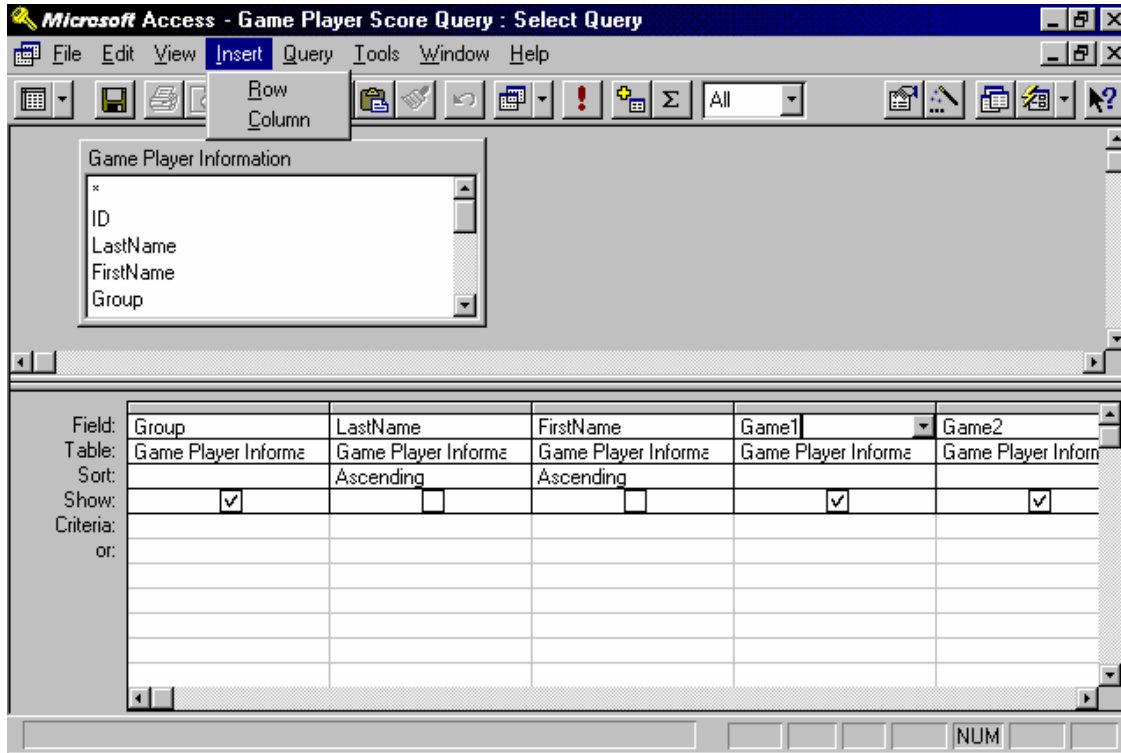 Microsoft Access - Game Player Score Query : Select Query
File Edit View Insert Query Tools Window Help
Row
Column
Σ All
Game Player Information
*
ID
LastName
FirstName
Group
Field: Group LastName FirstName Game1 Game2
Table: Game Player Informa Game Player Informa Game Player Informa Game Player Informa Game Player Inform
Sort: Ascending Ascending
Show:
Criteria:
or:
NUM